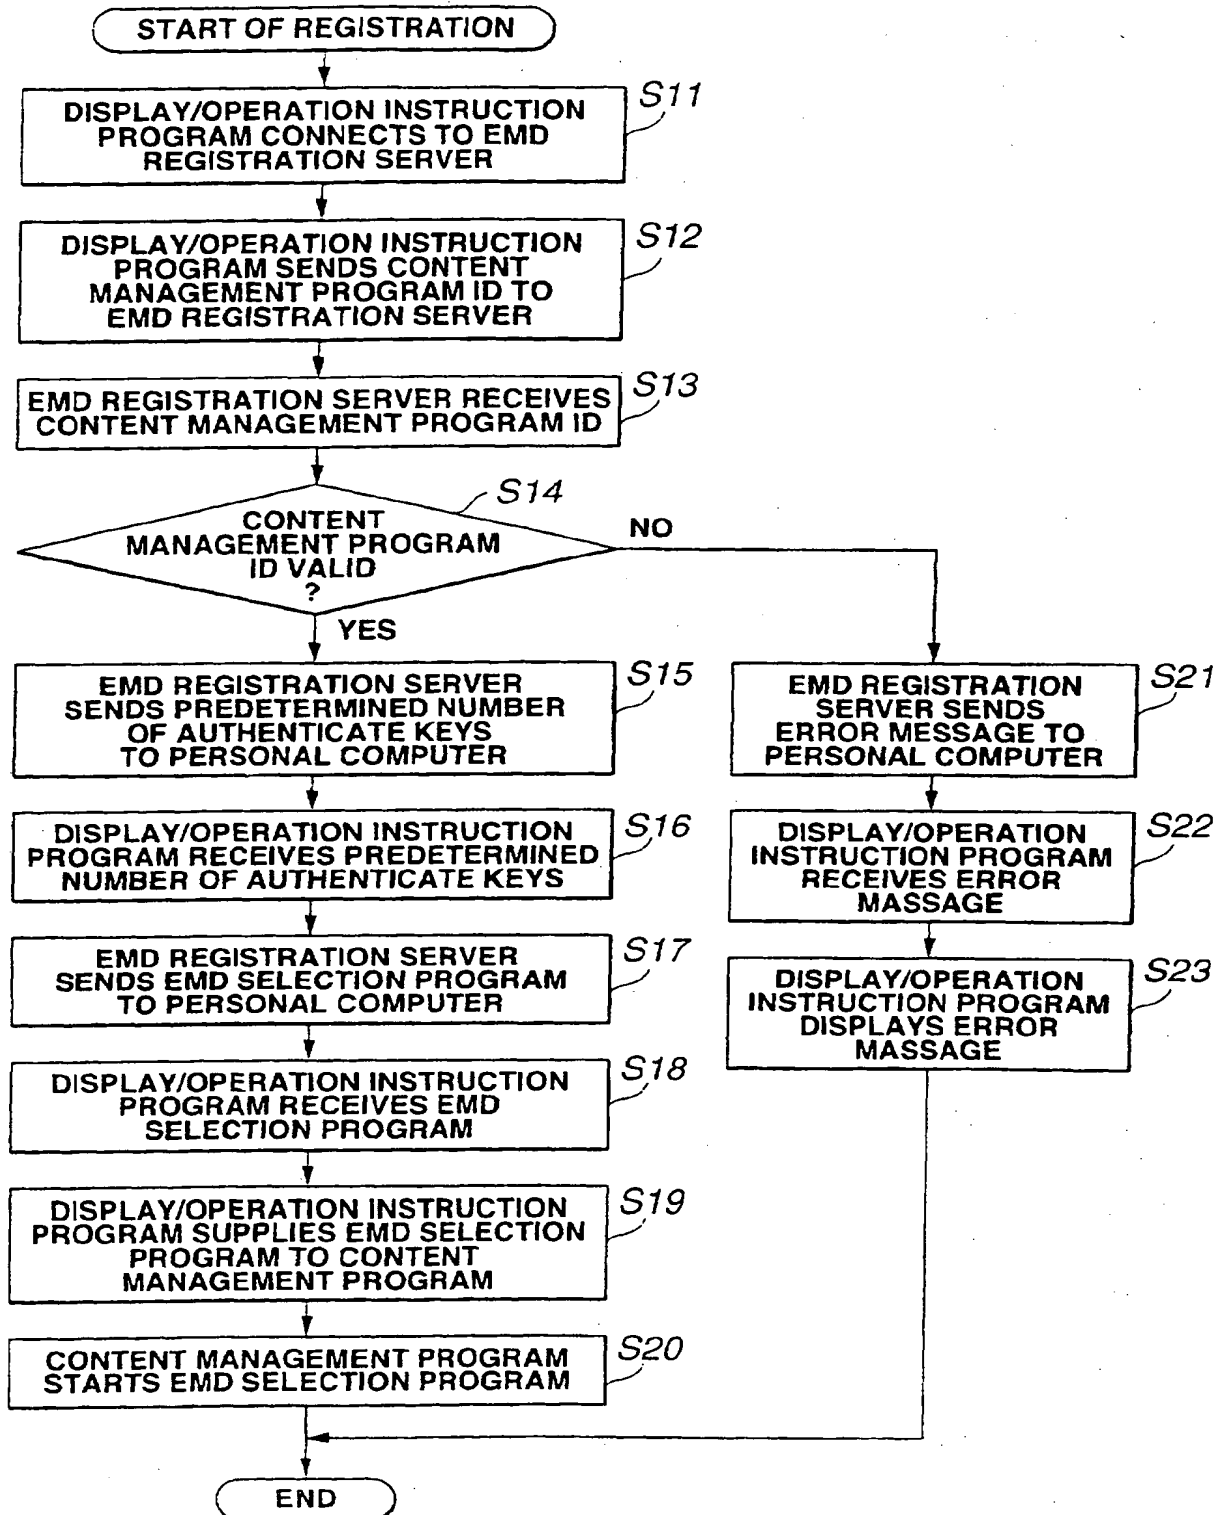 START OF REGISTRATION
S11
DISPLAY/OPERATION INSTRUCTION
PROGRAM CONNECTS TO EMD
REGISTRATION SERVER
S12
DISPLAY/OPERATION INSTRUCTION
PROGRAM SENDS CONTENT
MANAGEMENT PROGRAM ID TO
EMD REGISTRATION SERVER
S13
EMD REGISTRATION SERVER RECEIVES
CONTENT MANAGEMENT PROGRAM ID
S14
CONTENT
MANAGEMENT PROGRAM
ID VALID
?
NO
YES
S15
EMD REGISTRATION SERVER
SENDS PREDETERMINED NUMBER
OF AUTHENTICATE KEYS
TO PERSONAL COMPUTER
S16
DISPLAY/OPERATION INSTRUCTION
PROGRAM RECEIVES PREDETERMINED
NUMBER OF AUTHENTICATE KEYS
S17
EMD REGISTRATION SERVER
SENDS EMD SELECTION PROGRAM
TO PERSONAL COMPUTER
S18
DISPLAY/OPERATION INSTRUCTION
PROGRAM RECEIVES EMD
SELECTION PROGRAM
S19
DISPLAY/OPERATION INSTRUCTION
PROGRAM SUPPLIES EMD SELECTION
PROGRAM TO CONTENT
MANAGEMENT PROGRAM
S20
CONTENT MANAGEMENT PROGRAM
STARTS EMD SELECTION PROGRAM
S21
EMD REGISTRATION
SERVER SENDS
ERROR MESSAGE TO
PERSONAL COMPUTER
S22
DISPLAY/OPERATION
INSTRUCTION PROGRAM
RECEIVES ERROR
MASSAGE
S23
DISPLAY/OPERATION
INSTRUCTION PROGRAM
DISPLAYS ERROR
MASSAGE
END